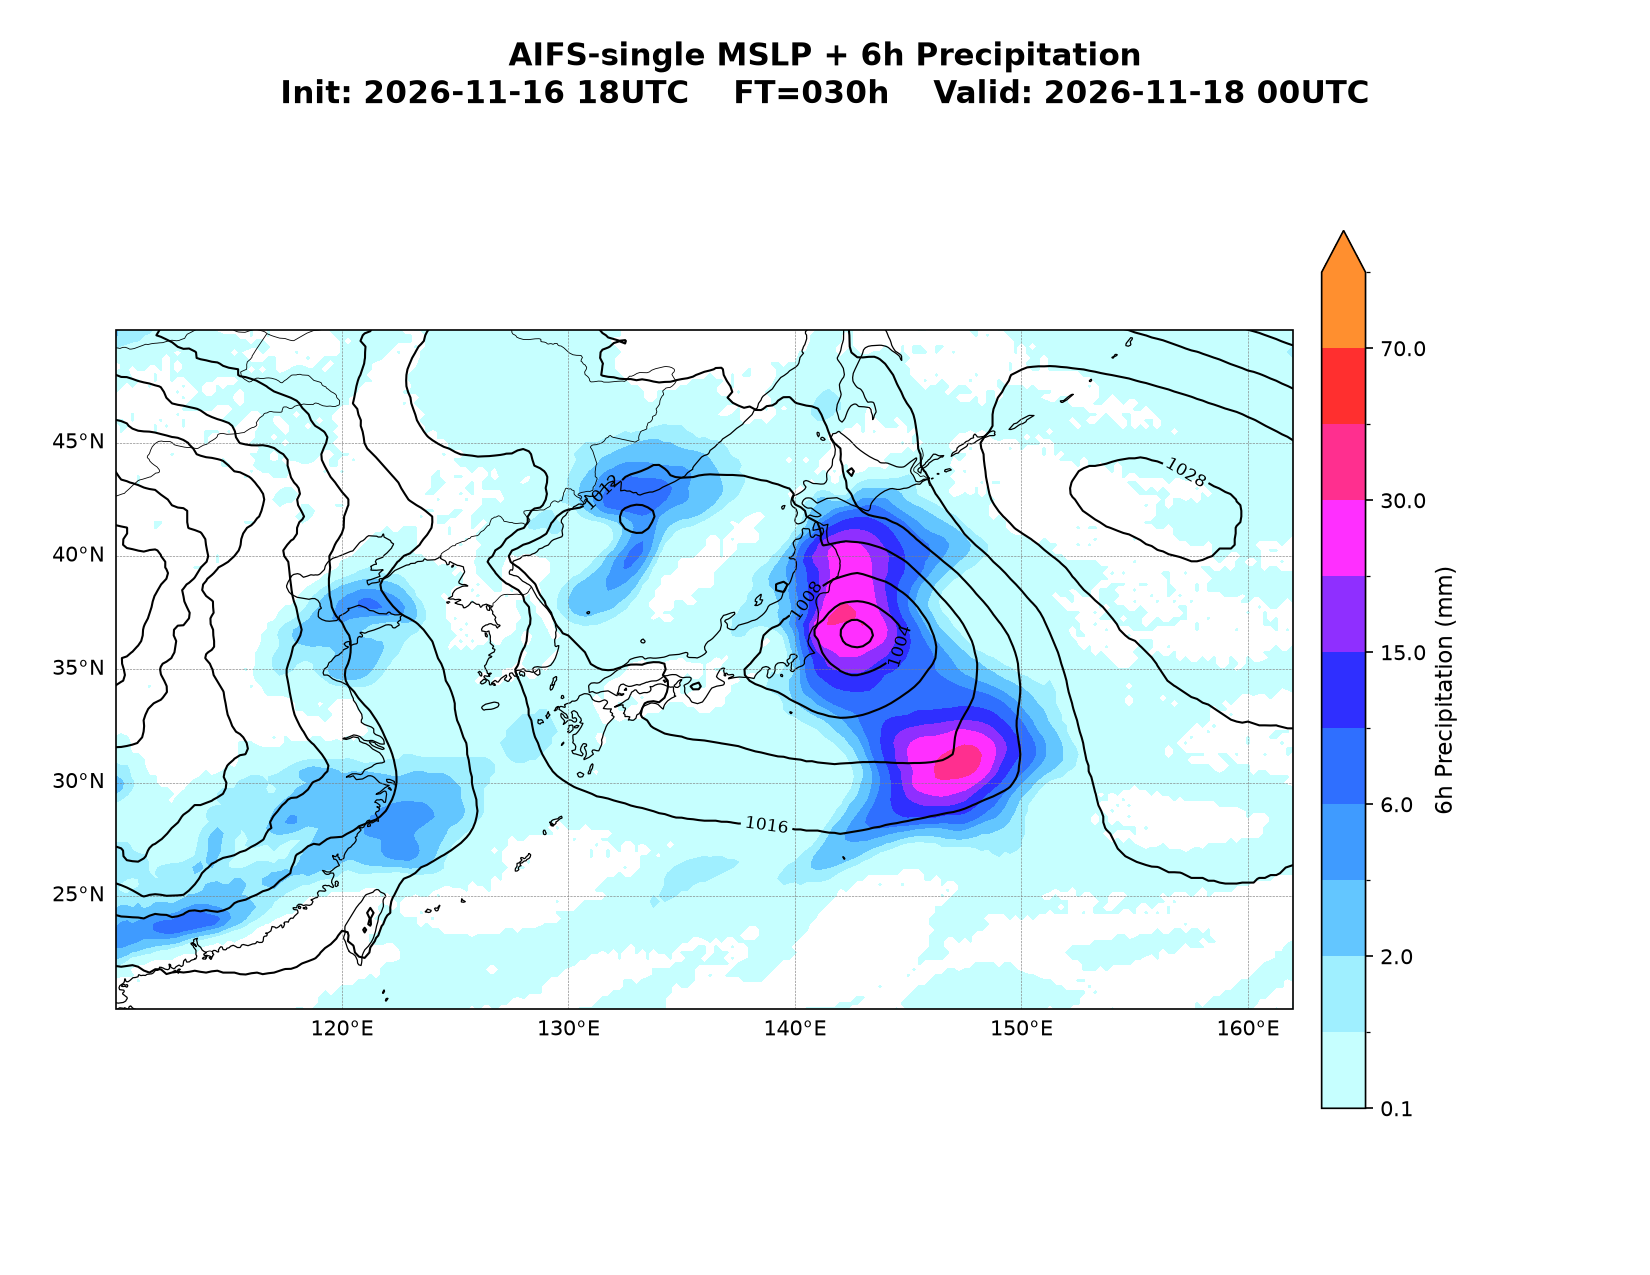 AIFS-single MSLP + 6h Precipitation
Init: 2026-11-16 18UTC    FT=030h    Valid: 2026-11-18 00UTC
70.0
30.0
15.0
6.0
2.0
0.1
6h Precipitation (mm)
45°N
40°N
35°N
30°N
25°N
120°E
130°E
140°E
150°E
160°E
1028
1012
1008
1004
1016